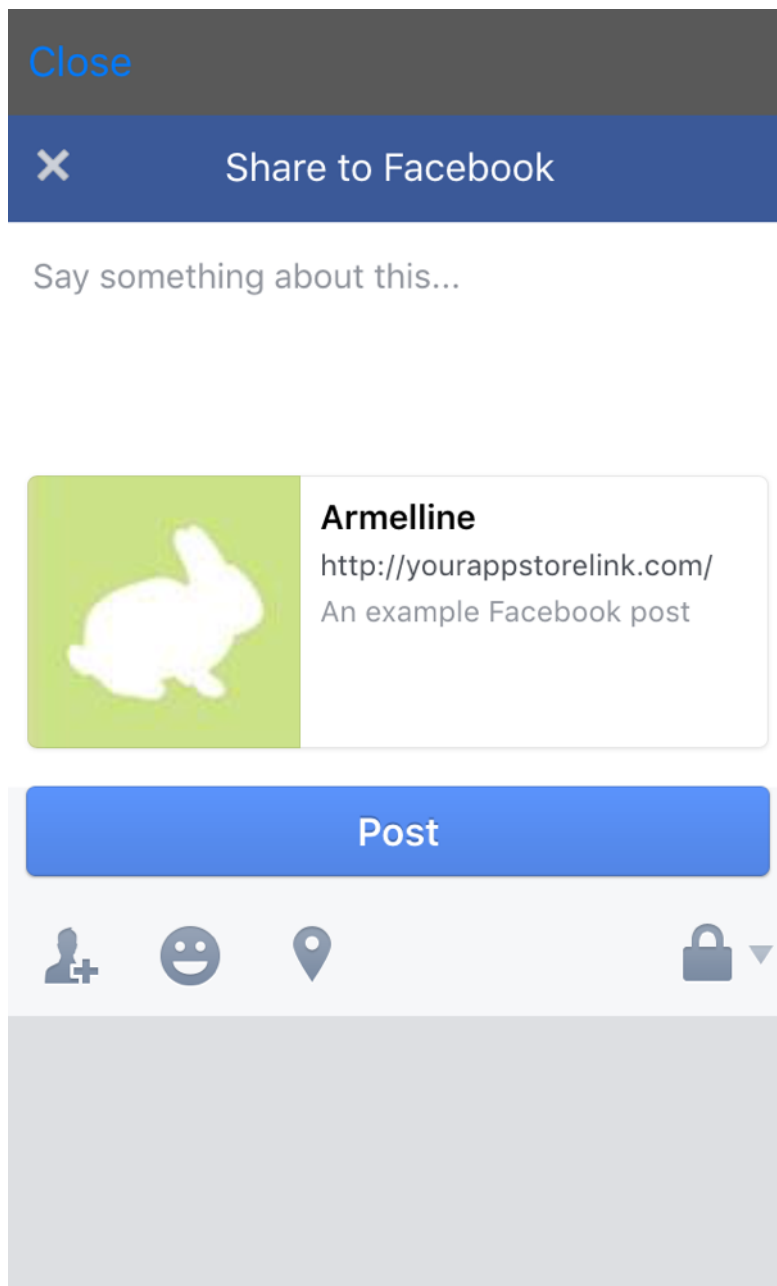 Close
Share to Facebook
Say something about this...
Armelline
http://yourappstorelink.com/
An example Facebook post
Post